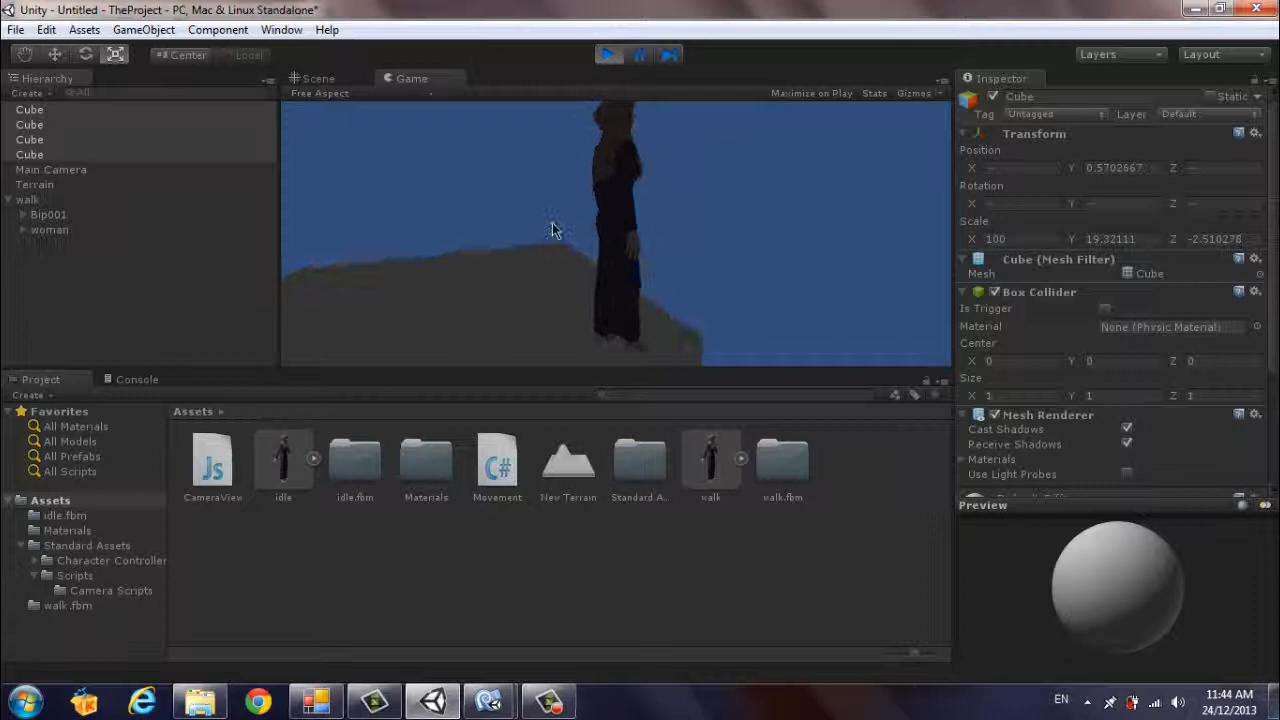 Unity - Untitled - TheProject - PC, Mac & Linux Standalone*
File Edit Assets GameObject Component Window Help
Center Local Layers Layout
Hierarchy Scene Game Inspector
Create All Free Aspect Maximize on Play Stats Gizmos Cube Static
Cube Tag Untagged Layer Default
Cube Transform
Cube Position
Cube X — Y 0.5702667 Z —
Main Camera Rotation
Terrain X — Y — Z —
walk Scale
Bip001 X 100 Y 19.32111 Z -2.510278
woman Cube (Mesh Filter)
Mesh Cube
Box Collider
Is Trigger
Material None (Physic Material)
Center
X 0 Y 0 Z 0
Size
X 1 Y 1 Z 1
Project Console
Create
Favorites Assets Mesh Renderer
All Materials Cast Shadows
All Models Receive Shadows
All Prefabs Materials
All Scripts Use Light Probes
Js C#
CameraView idle idle.fbm Materials Movement New Terrain Standard A... walk walk.fbm
Assets Preview
idle.fbm
Materials
Standard Assets
Character Controller
Scripts
Camera Scripts
walk.fbm
EN 11:44 AM
24/12/2013